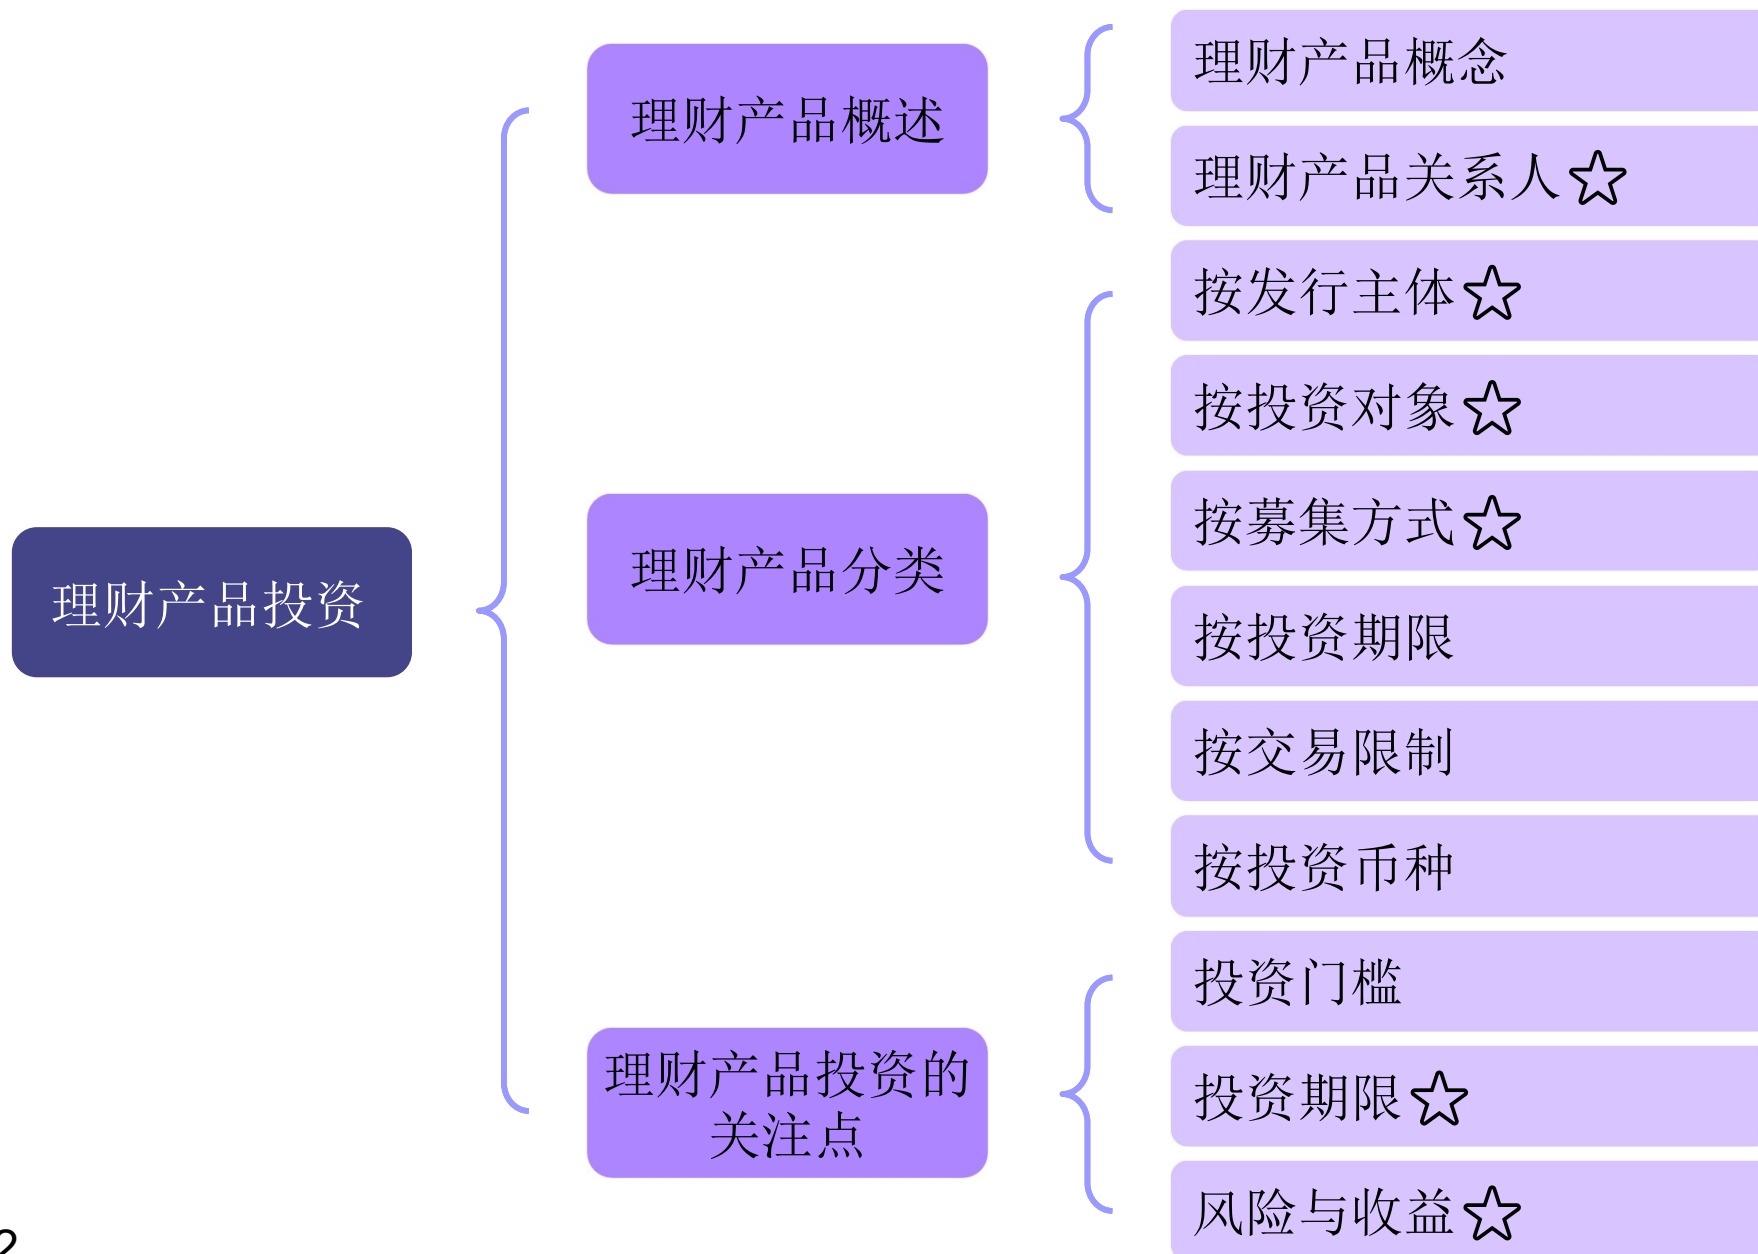 理财产品投资
理财产品概述
理财产品概念
理财产品关系人☆
理财产品分类
按发行主体☆
按投资对象☆
按募集方式☆
按投资期限
按交易限制
按投资币种
理财产品投资的
关注点
投资门槛
投资期限☆
风险与收益☆
2